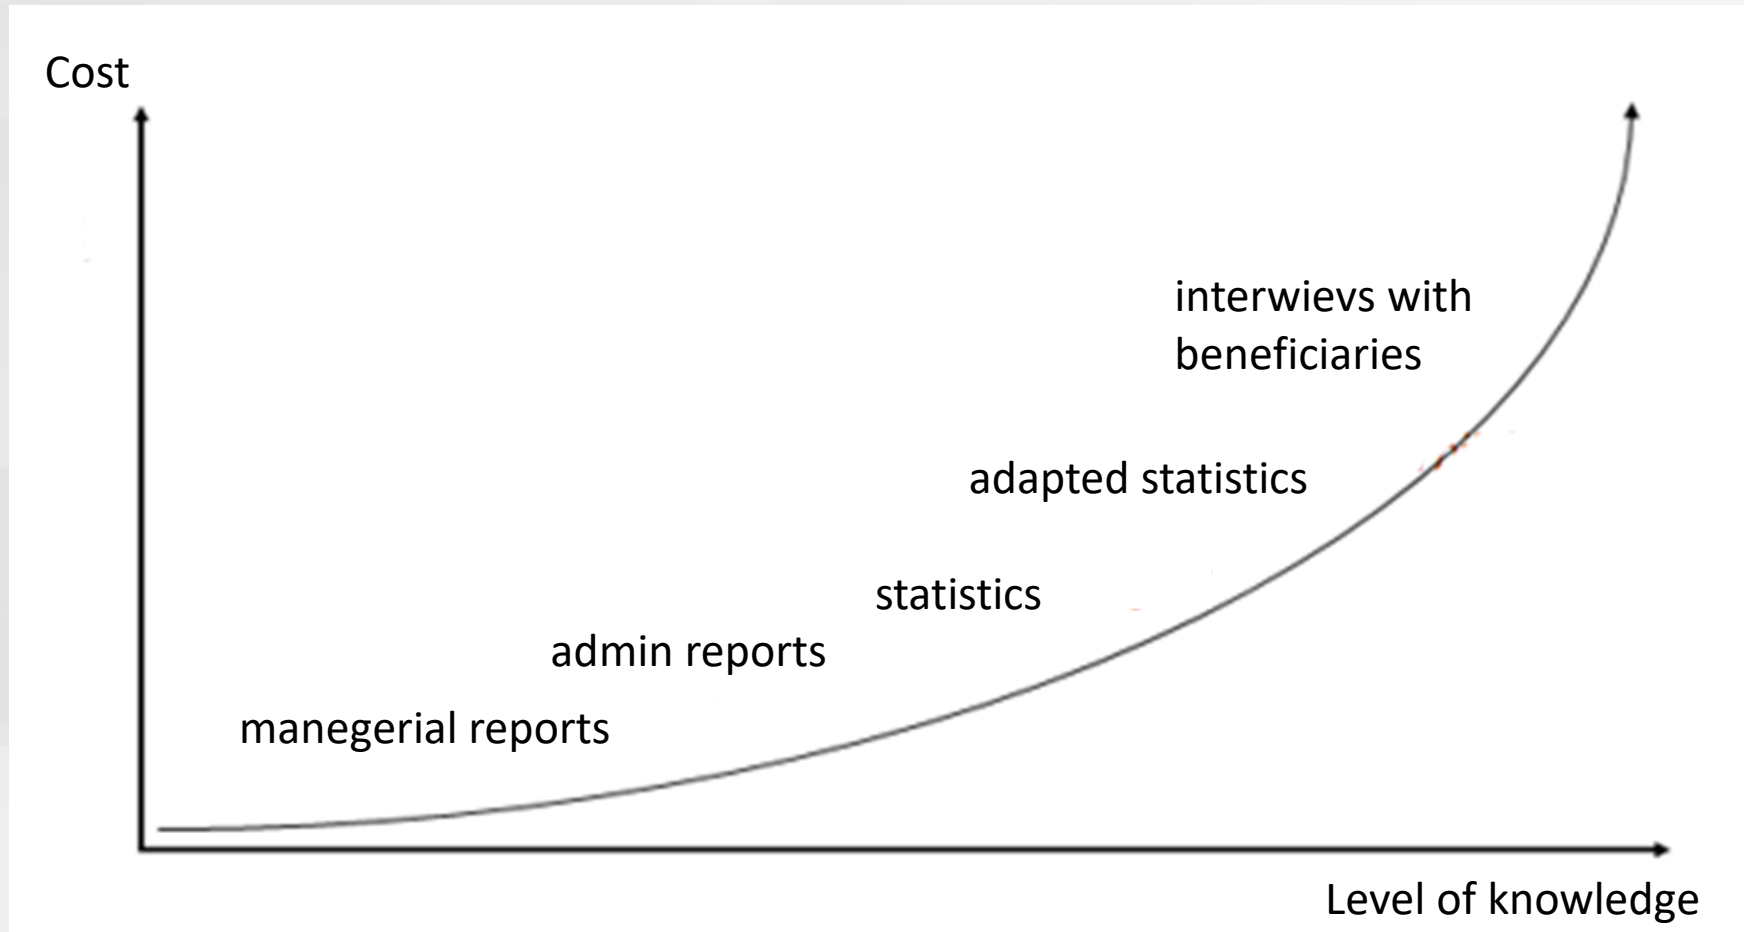 Cost
interwievs with
beneficiaries
adapted statistics
statistics
admin reports
manegerial reports
Level of knowledge